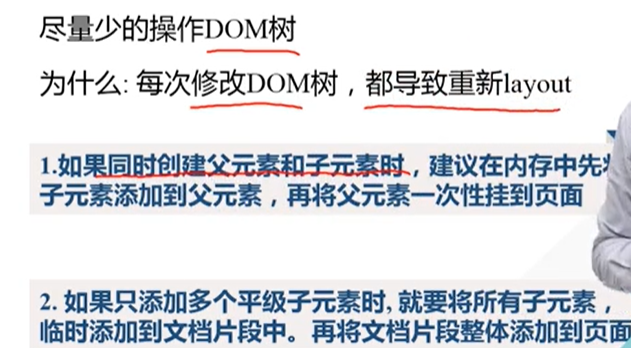 尽量少的操作DOM树
为什么: 每次修改DOM树，都导致重新layout
1.如果同时创建父元素和子元素时，建议在内存中先将
子元素添加到父元素，再将父元素一次性挂到页面
2. 如果只添加多个平级子元素时, 就要将所有子元素，
临时添加到文档片段中。再将文档片段整体添加到页面